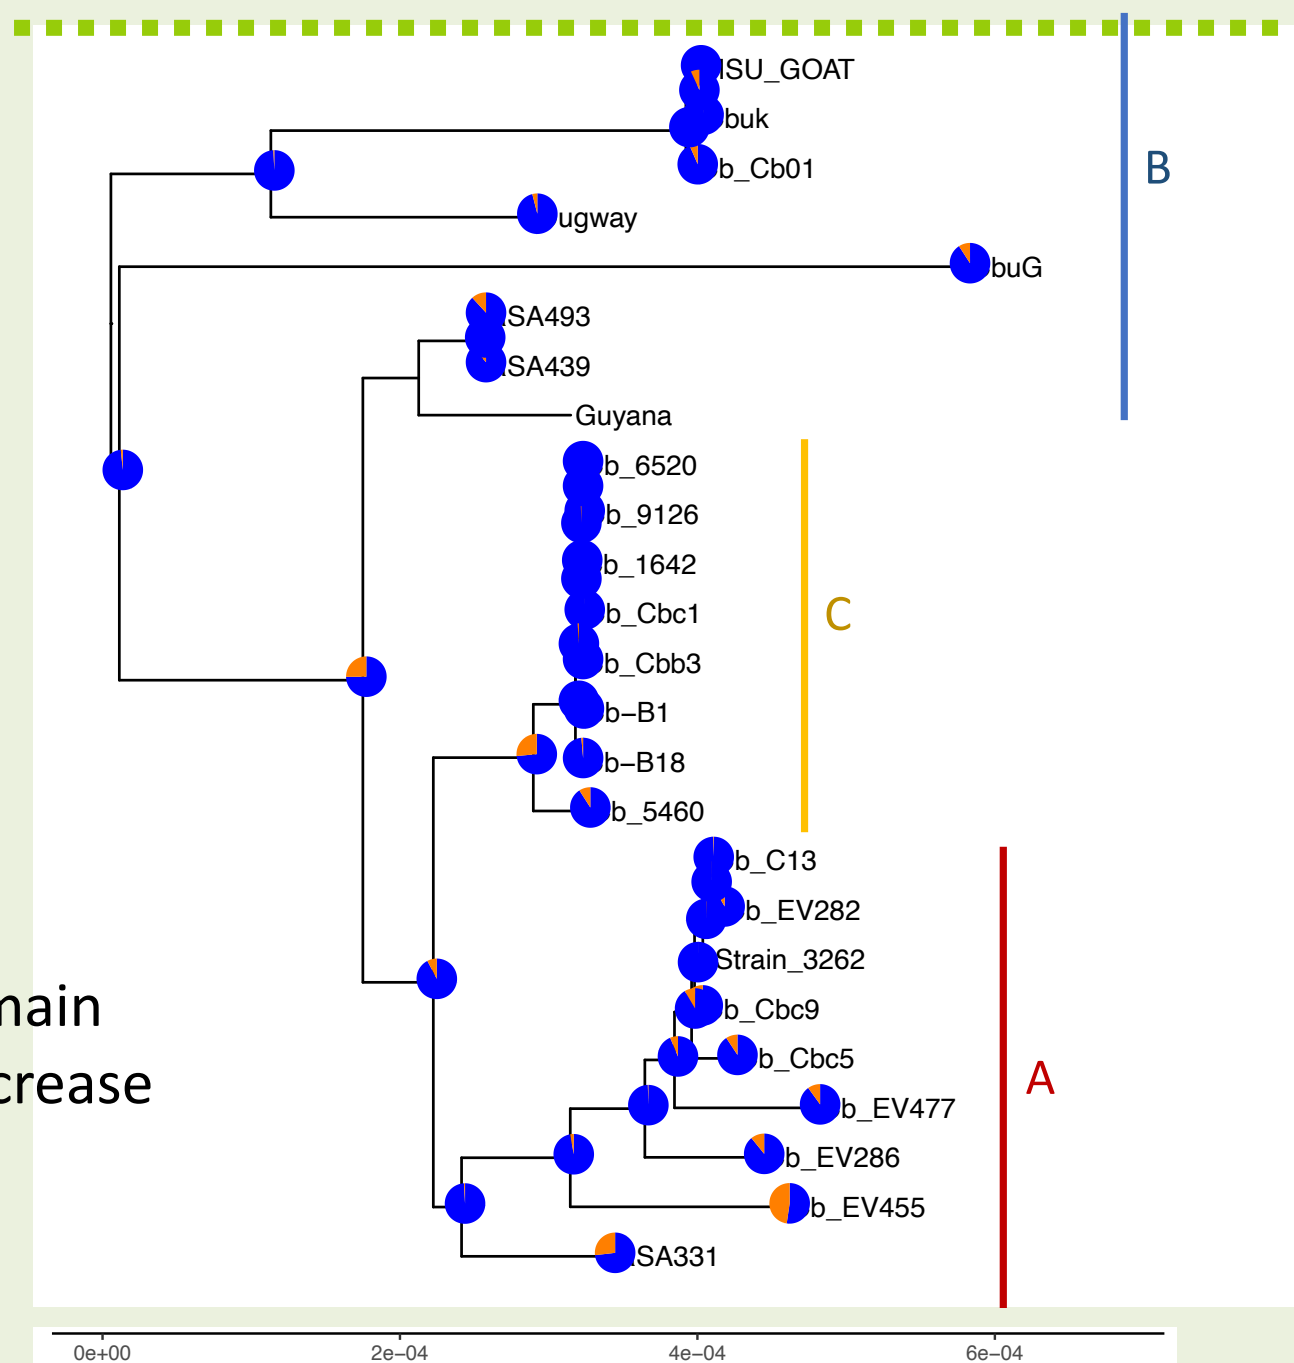 ISU_GOAT
buk
B
b_Cb01
ugway
buG
SA493
SA439
Guyana
b_6520
b_9126
b_1642
C
b_Cbc1
b_Cbb3
b−B1
b−B18
b_5460
b_C13
b_EV282
Strain_3262
main
b_Cbc9
b_Cbc5
crease
A
b_EV477
b_EV286
b_EV455
SA331
0e+00 2e−04 4e−04 6e−04